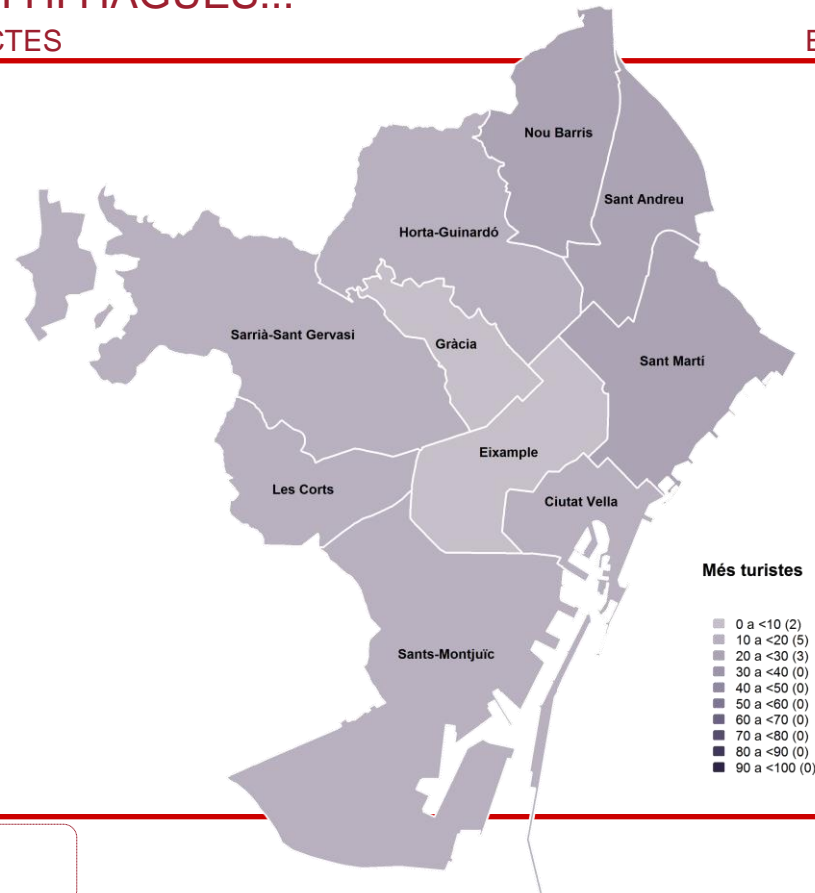 HAGUÉS...
CTES
Nou Barris
Sant Andreu
Horta-Guinardó
Sarrià-Sant Gervasi
Gràcia
Sant Martí
Eixample
Les Corts
Ciutat Vella
Més turistes
Sants-Montjuïc
0 a <10 (2)
10 a <20 (5)
20 a <30 (3)
30 a <40 (0)
40 a <50 (0)
50 a <60 (0)
60 a <70 (0)
70 a <80 (0)
80 a <90 (0)
90 a <100 (0)